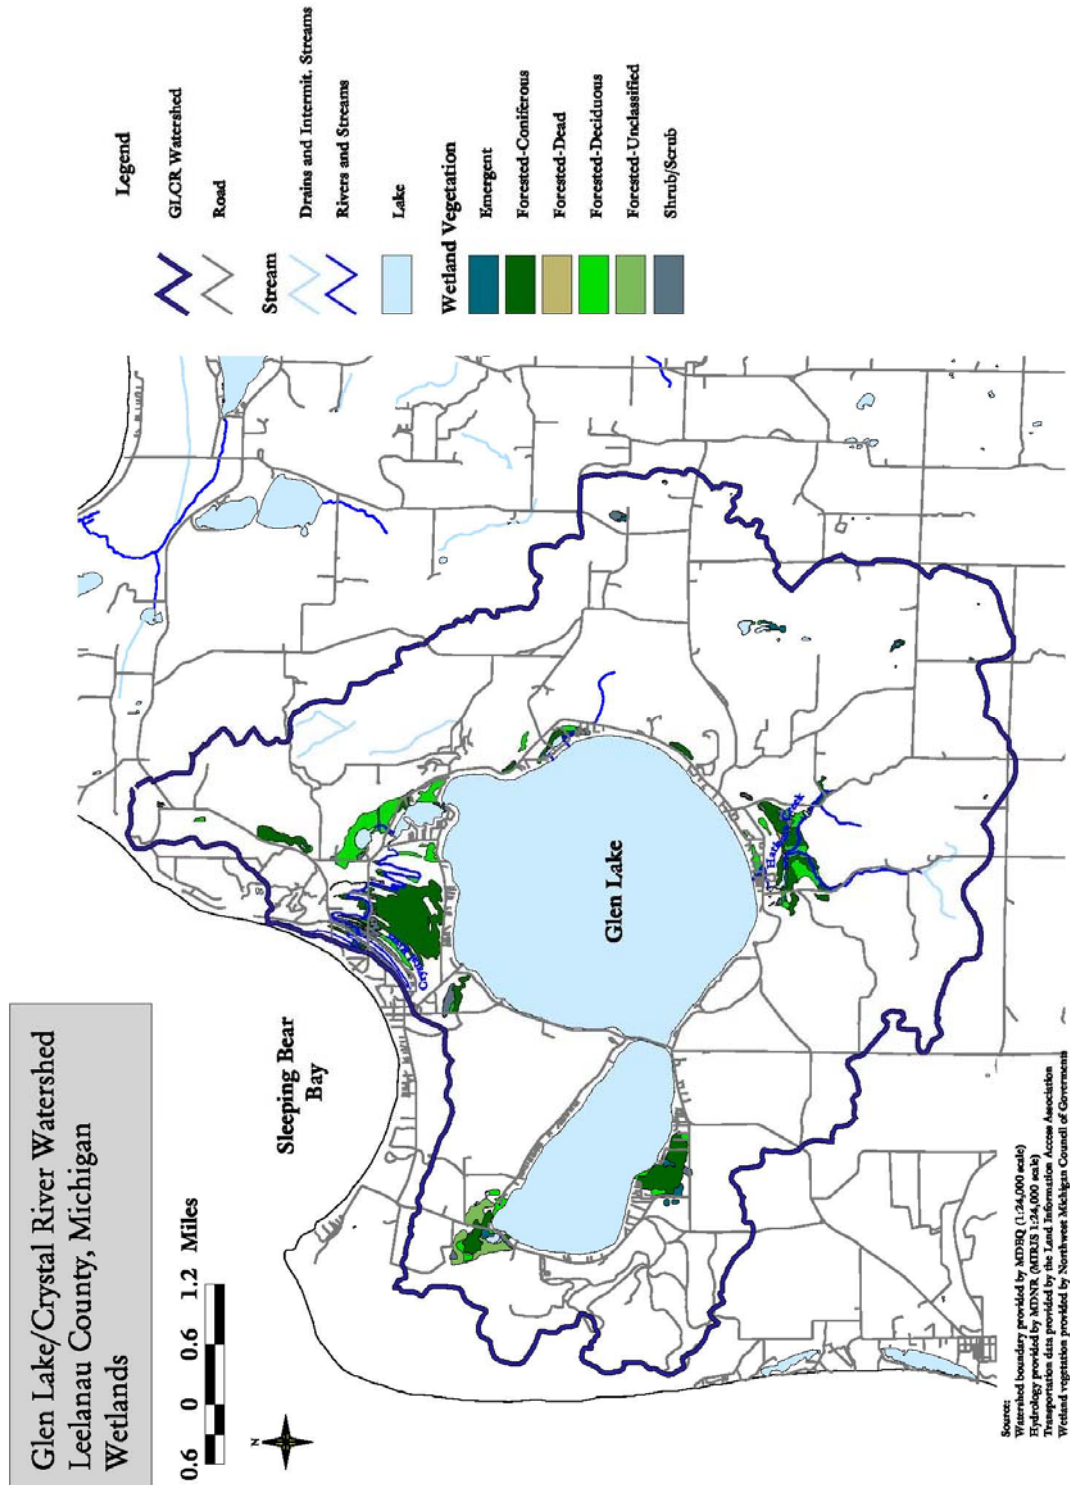 Glen Lake/Crystal River Watershed
Leelanau County, Michigan
Wetlands
0.6 0 0.6 1.2 Miles
N
Sleeping Bear
Bay
Crystal River
Glen Lake
Creek
Legend
GLCR Watershed
Road
Stream
Drains and Intermit. Streams
Rivers and Streams
Lake
Wetland Vegetation
Emergent
Forested-Coniferous
Forested-Dead
Forested-Deciduous
Forested-Unclassified
Shrub/Scrub
Source:
Watershed boundary provided by MDEQ (1:24,000 scale)
Hydrology provided by MDNR (MIRIS 1:24,000 scale)
Transportation data provided by the Land Information Access Association
Wetland vegetation provided by Northwest Michigan Council of Governments